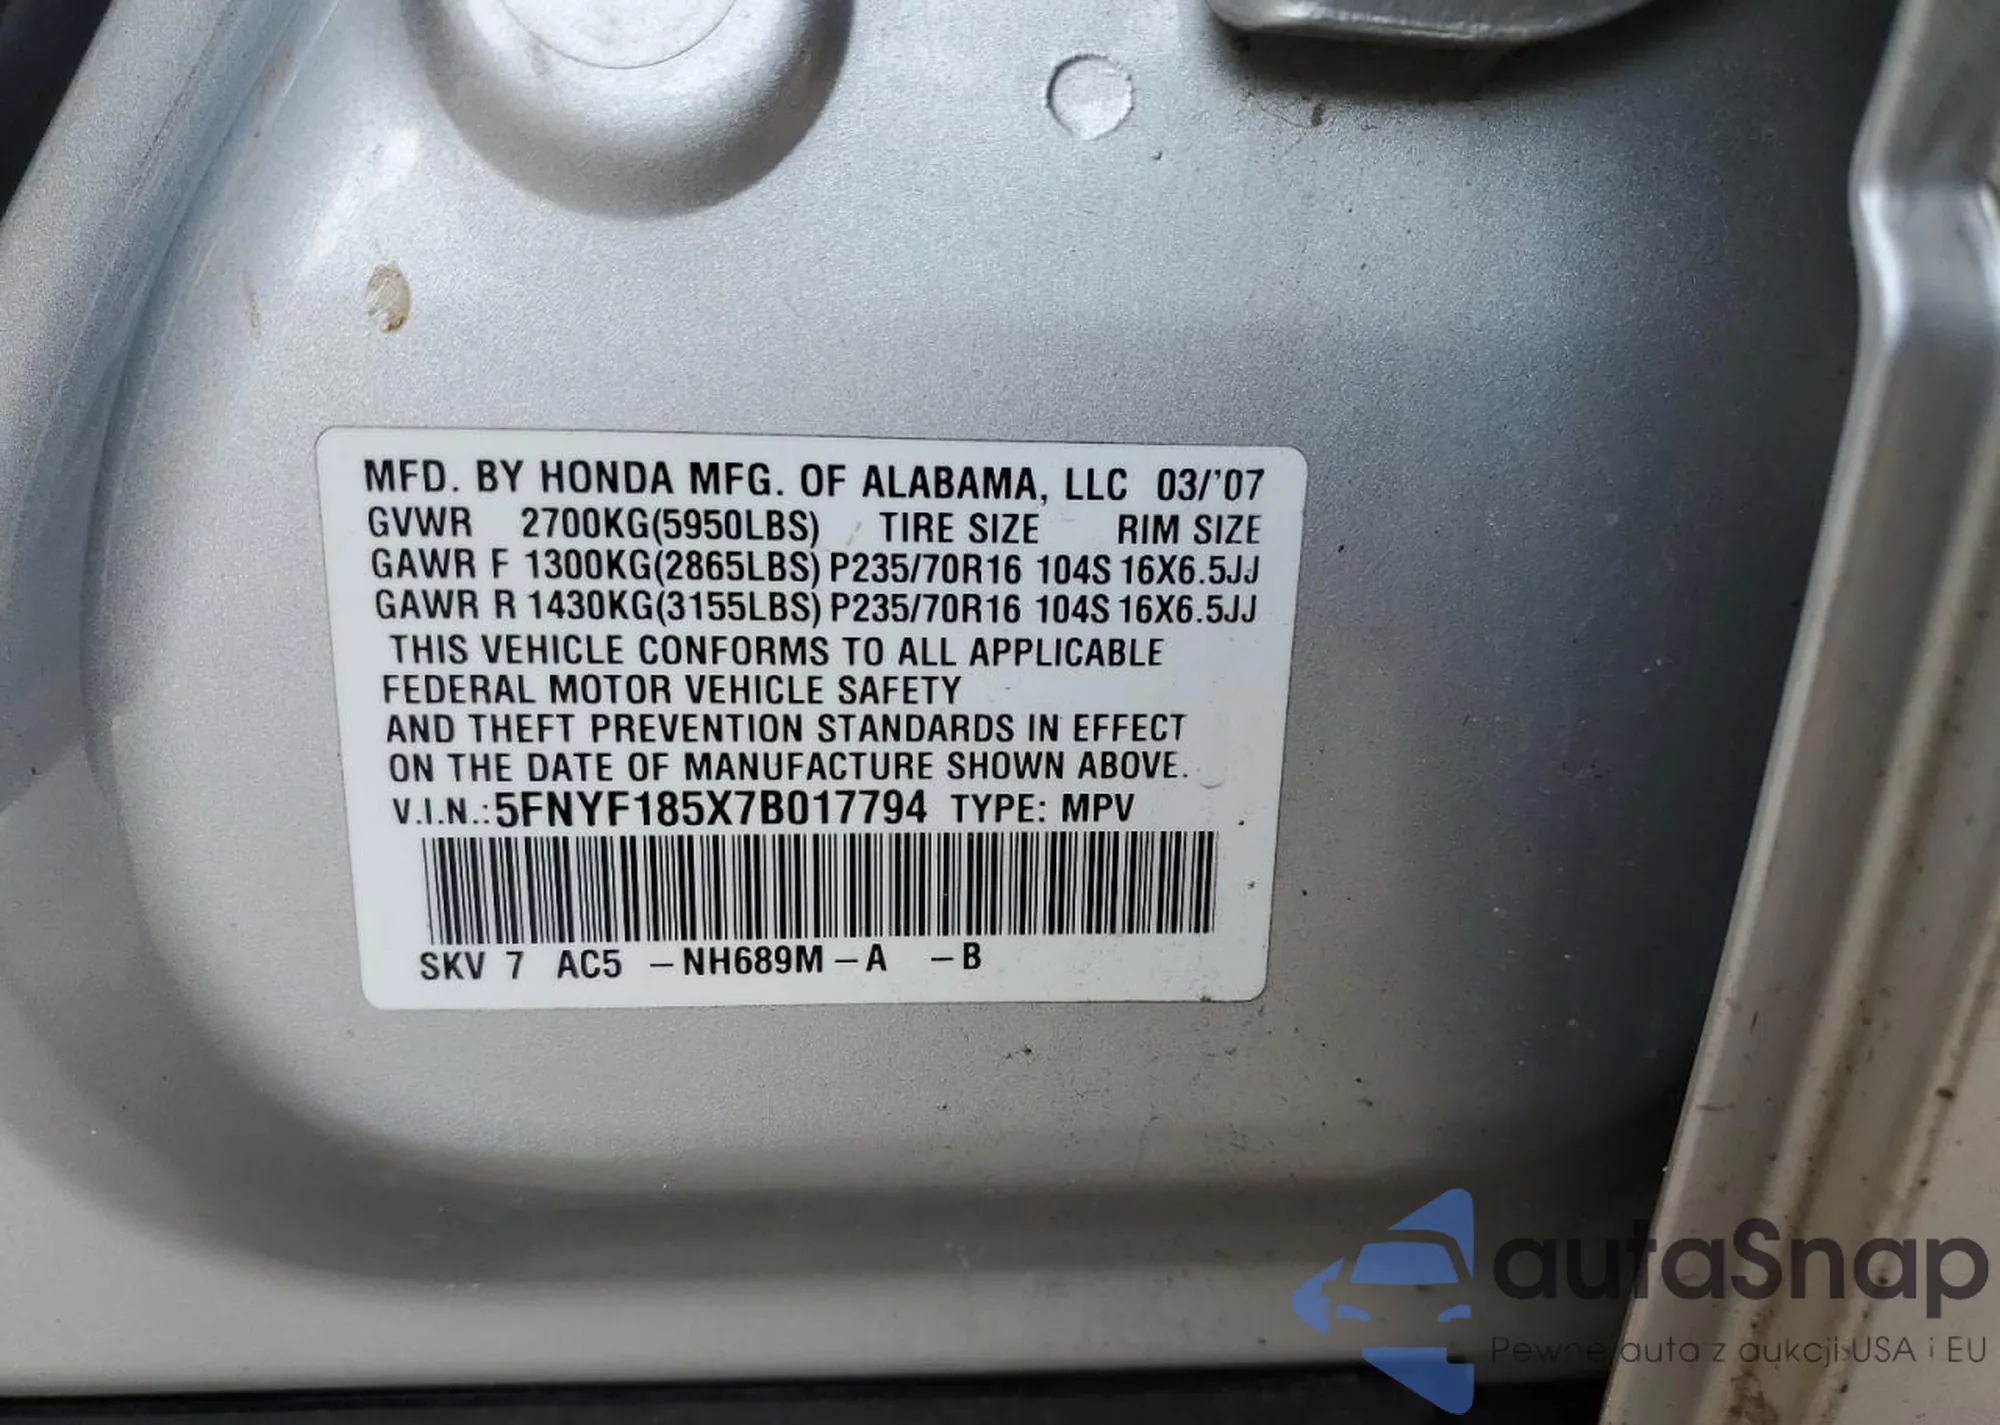 MFD. BY HONDA MFG. OF ALABAMA, LLC 03/'07
GVWR 2700KG(5950LBS) TIRE SIZE RIM SIZE
GAWR F 1300KG(2865LBS) P235/70R16 104S 16X6.5JJ
GAWR R 1430KG(3155LBS) P235/70R16 104S 16X6.5JJ
THIS VEHICLE CONFORMS TO ALL APPLICABLE
FEDERAL MOTOR VEHICLE SAFETY
AND THEFT PREVENTION STANDARDS IN EFFECT
ON THE DATE OF MANUFACTURE SHOWN ABOVE.
V.I.N.:5FNYF185X7B017794 TYPE: MPV
SKV 7 AC5 -NH689M-A -B
autaSnap
Pewne auta z aukcji USA i EU